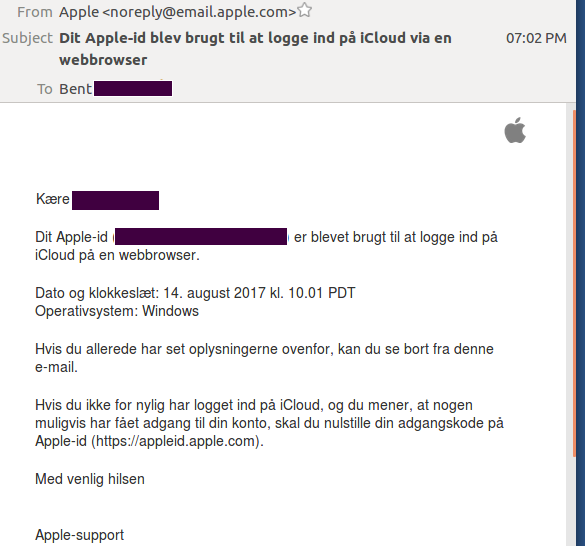 From Apple <noreply@email.apple.com>
Subject Dit Apple-id blev brugt til at logge ind på iCloud via en 07:02 PM
webbrowser
To Bent
Kære
Dit Apple-id ( ) er blevet brugt til at logge ind på
iCloud på en webbrowser.
Dato og klokkeslæt: 14. august 2017 kl. 10.01 PDT
Operativsystem: Windows
Hvis du allerede har set oplysningerne ovenfor, kan du se bort fra denne
e-mail.
Hvis du ikke for nylig har logget ind på iCloud, og du mener, at nogen
muligvis har fået adgang til din konto, skal du nulstille din adgangskode på
Apple-id (https://appleid.apple.com).
Med venlig hilsen
Apple-support